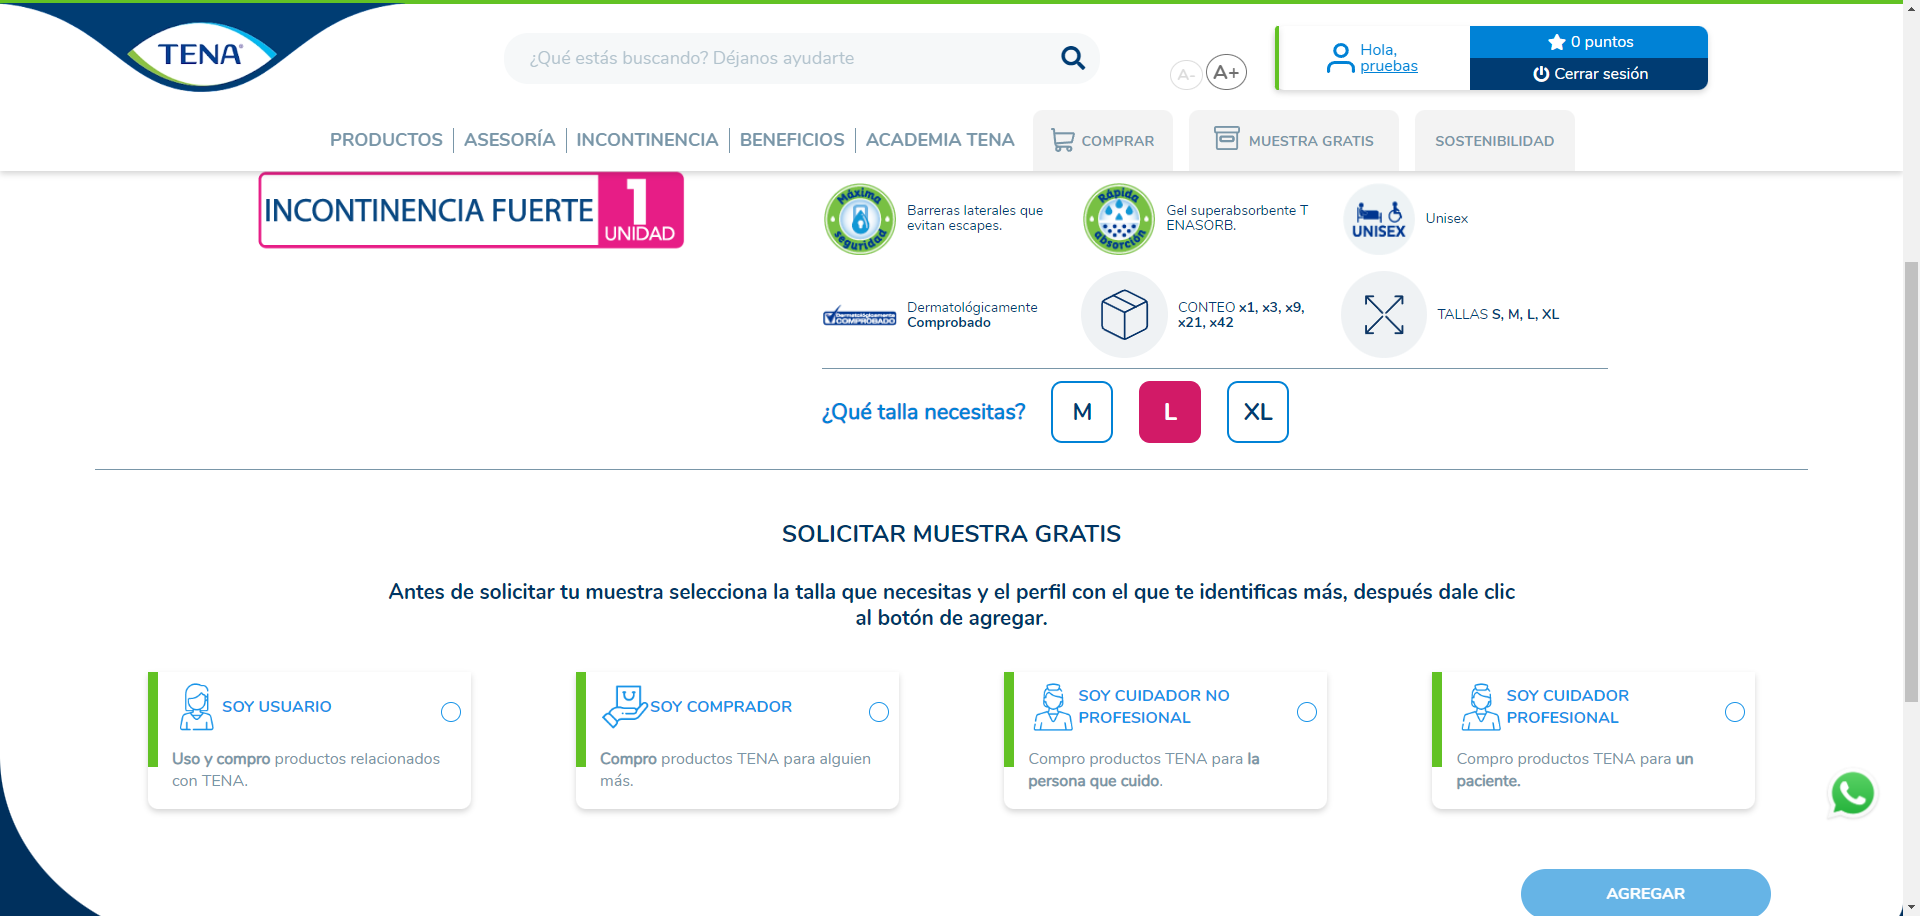 TENA
¿Qué estás buscando? Déjanos ayudarte
A-
A+
Hola,
pruebas
0 puntos
Cerrar sesión
PRODUCTOS
ASESORÍA
INCONTINENCIA
BENEFICIOS
ACADEMIA TENA
COMPRAR
MUESTRA GRATIS
SOSTENIBILIDAD
INCONTINENCIA FUERTE
1
UNIDAD
Máxima
seguridad
Barreras laterales que
evitan escapes.
Rápida
absorción
Gel superabsorbente T
ENASORB.
UNISEX
Unisex
Dermatológicamente
COMPROBADO
Dermatológicamente
Comprobado
CONTEO x1, x3, x9,
x21, x42
TALLAS S, M, L, XL
¿Qué talla necesitas?
M
L
XL
SOLICITAR MUESTRA GRATIS
Antes de solicitar tu muestra selecciona la talla que necesitas y el perfil con el que te identificas más, después dale clic
al botón de agregar.
SOY USUARIO
Uso y compro productos relacionados
con TENA.
SOY COMPRADOR
Compro productos TENA para alguien
más.
SOY CUIDADOR NO
PROFESIONAL
Compro productos TENA para la
persona que cuido.
SOY CUIDADOR
PROFESIONAL
Compro productos TENA para un
paciente.
AGREGAR